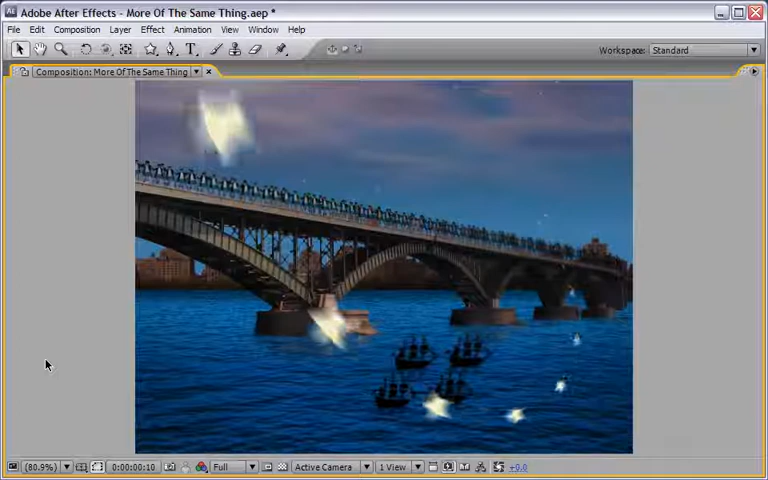 Adobe After Effects - More Of The Same Thing.aep *
File Edit Composition Layer Effect Animation View Window Help
Workspace: Standard
Composition: More Of The Same Thing
(80.9%) 0:00:00:10 Full Active Camera 1 View +0.0